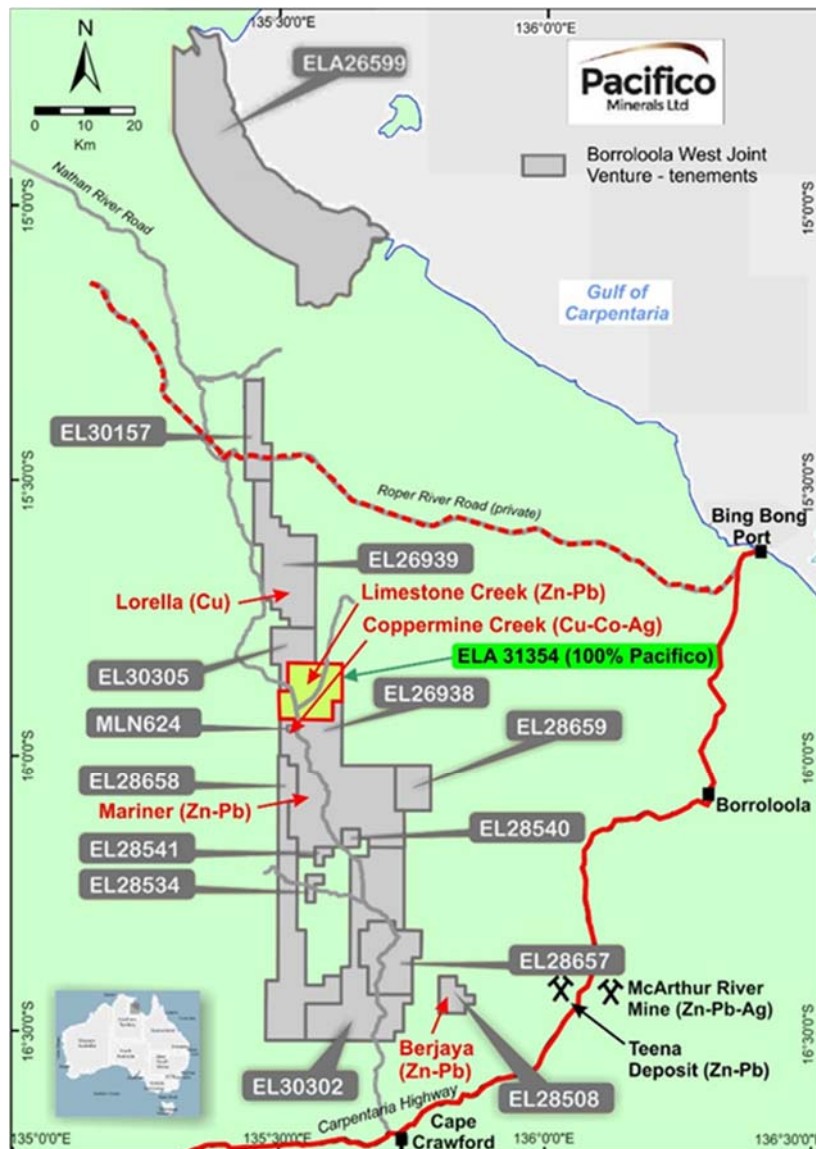 135°30'0"E
136°0'0"E
N
ELA26599
Pacifico
Minerals Ltd
0 10 20
Km
Borroloola West Joint
Venture - tenements
Nathan River Road
15°0'0"S
15°0'0"S
Gulf of
Carpentaria
EL30157
15°30'0"S
15°30'0"S
Roper River Road (private)
Bing Bong
Port
EL26939
Lorella (Cu)
Limestone Creek (Zn-Pb)
Coppermine Creek (Cu-Co-Ag)
EL30305
ELA 31354 (100% Pacifico)
EL26938
MLN624
EL28659
16°0'0"S
16°0'0"S
EL28658
Mariner (Zn-Pb)
Borroloola
EL28540
EL28541
EL28534
EL28657
McArthur River
Mine (Zn-Pb-Ag)
16°30'0"S
16°30'0"S
Berjaya
(Zn-Pb)
Teena
Deposit (Zn-Pb)
EL30302
EL28508
Carpentaria Highway
Cape
Crawford
135°0'0"E
135°30'0"E
136°0'0"E
136°30'0"E